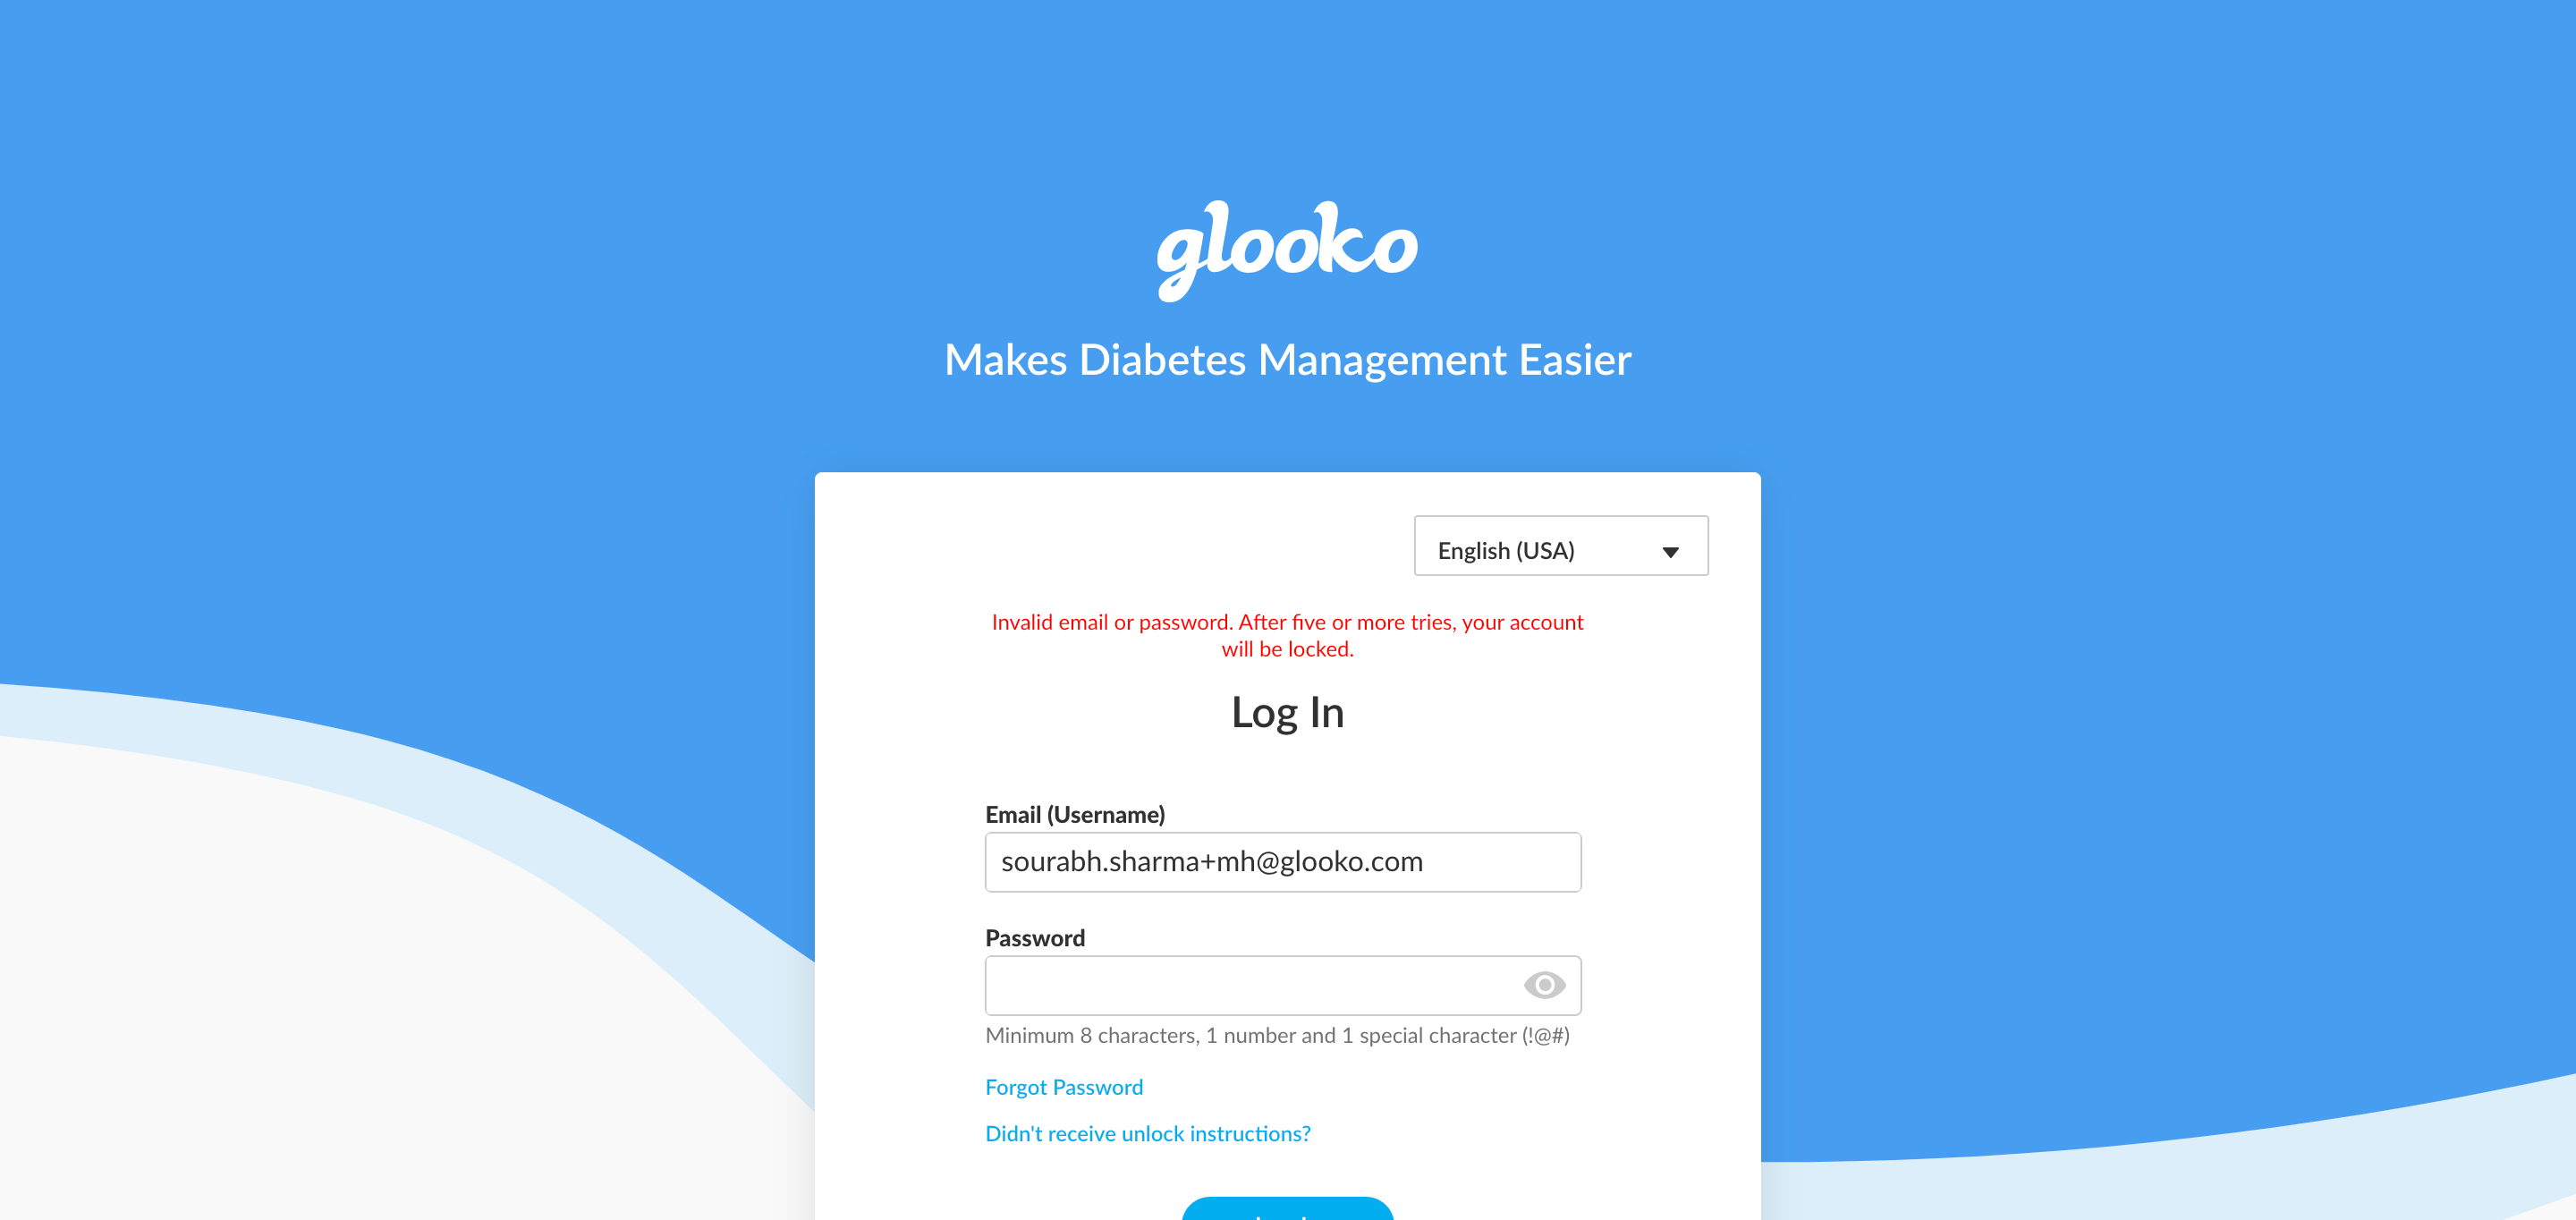 glooko
Makes Diabetes Management Easier
English (USA)
Invalid email or password. After five or more tries, your account
will be locked.
Log In
Email (Username)
sourabh.sharma+mh@glooko.com
Password
Minimum 8 characters, 1 number and 1 special character (!@#)
Forgot Password
Didn't receive unlock instructions?